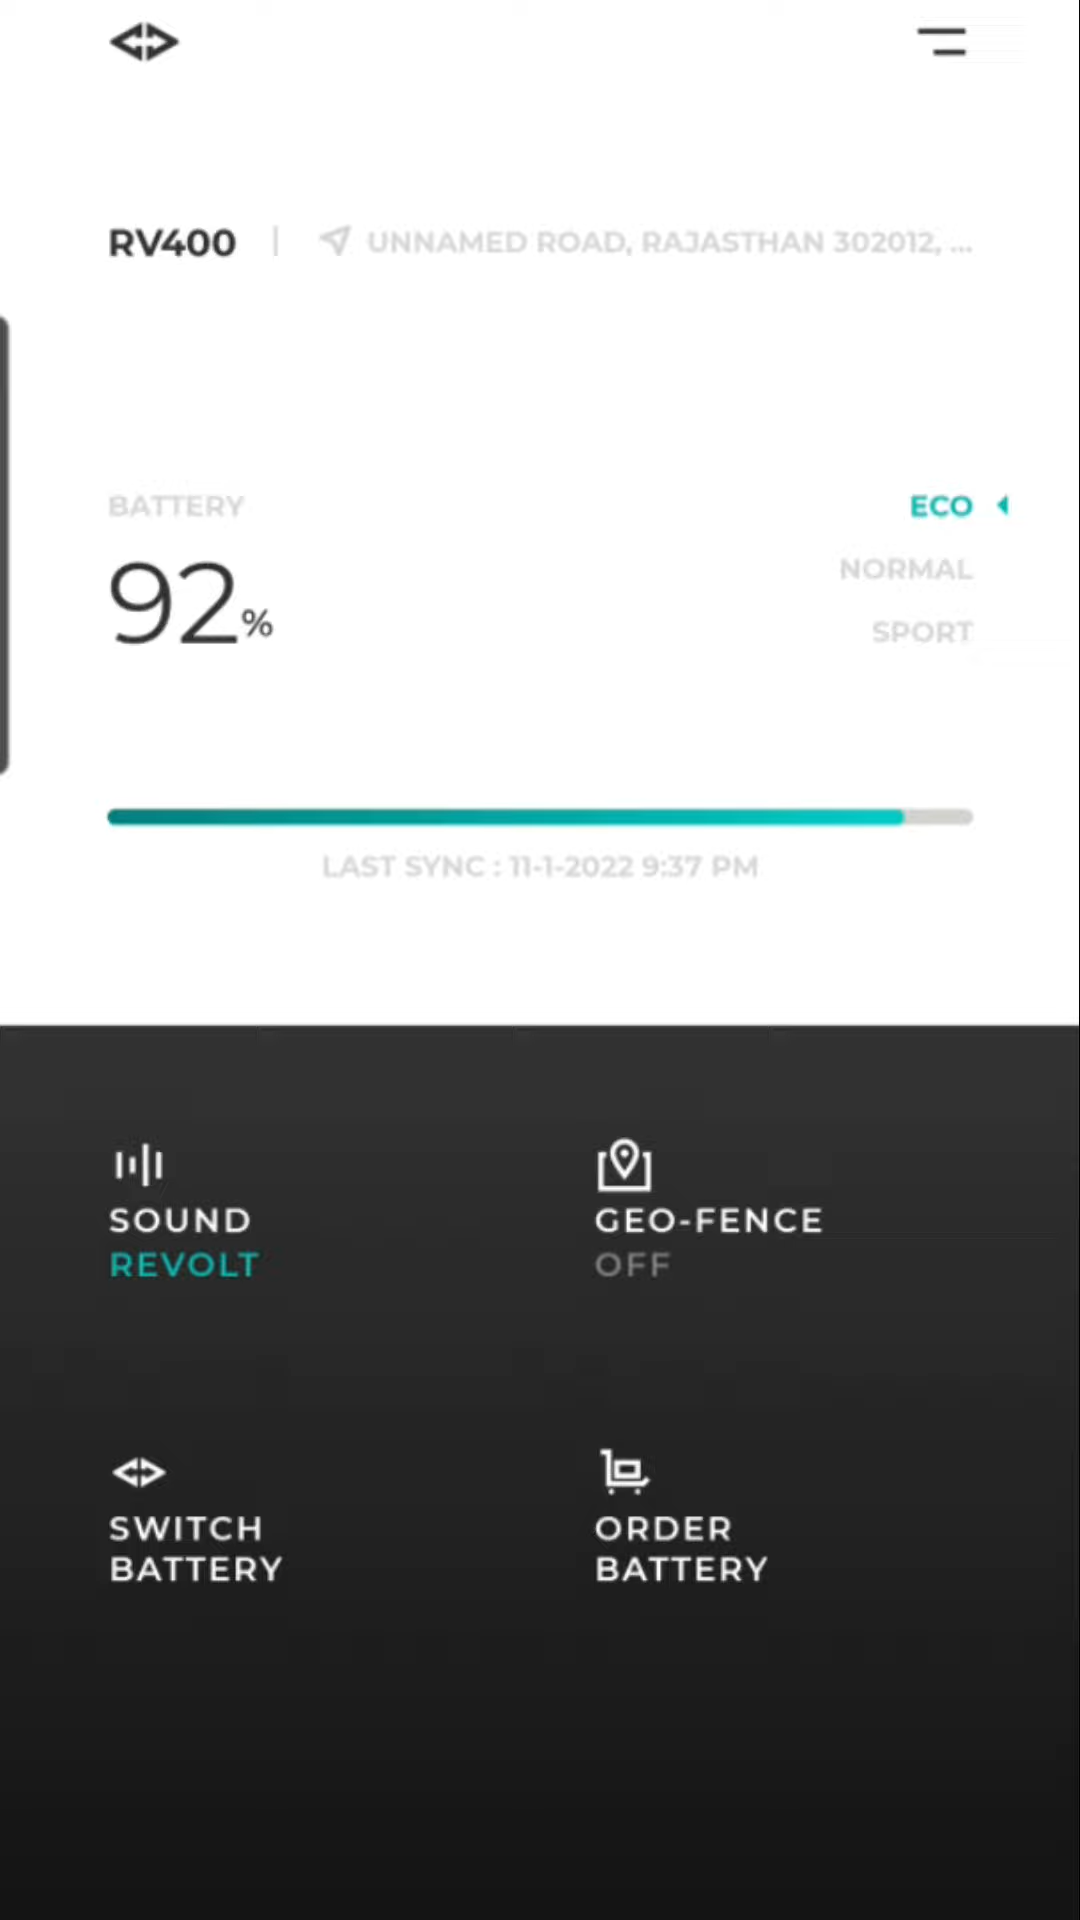 RV400 | UNNAMED ROAD, RAJASTHAN 302012, ...
BATTERY
92%
ECO
NORMAL
SPORT
LAST SYNC : 11-1-2022 9:37 PM
SOUND
REVOLT
GEO-FENCE
OFF
SWITCH
BATTERY
ORDER
BATTERY